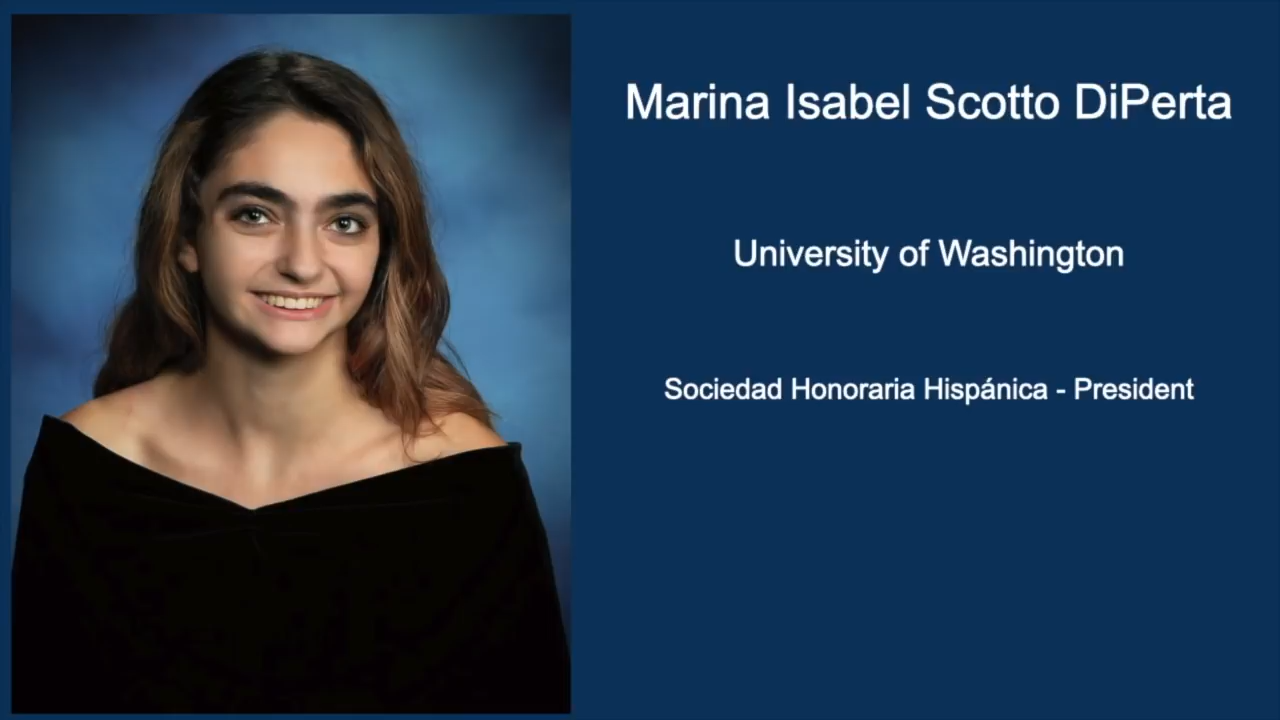 Marina Isabel Scotto DiPerta
University of Washington
Sociedad Honoraria Hispánica - President